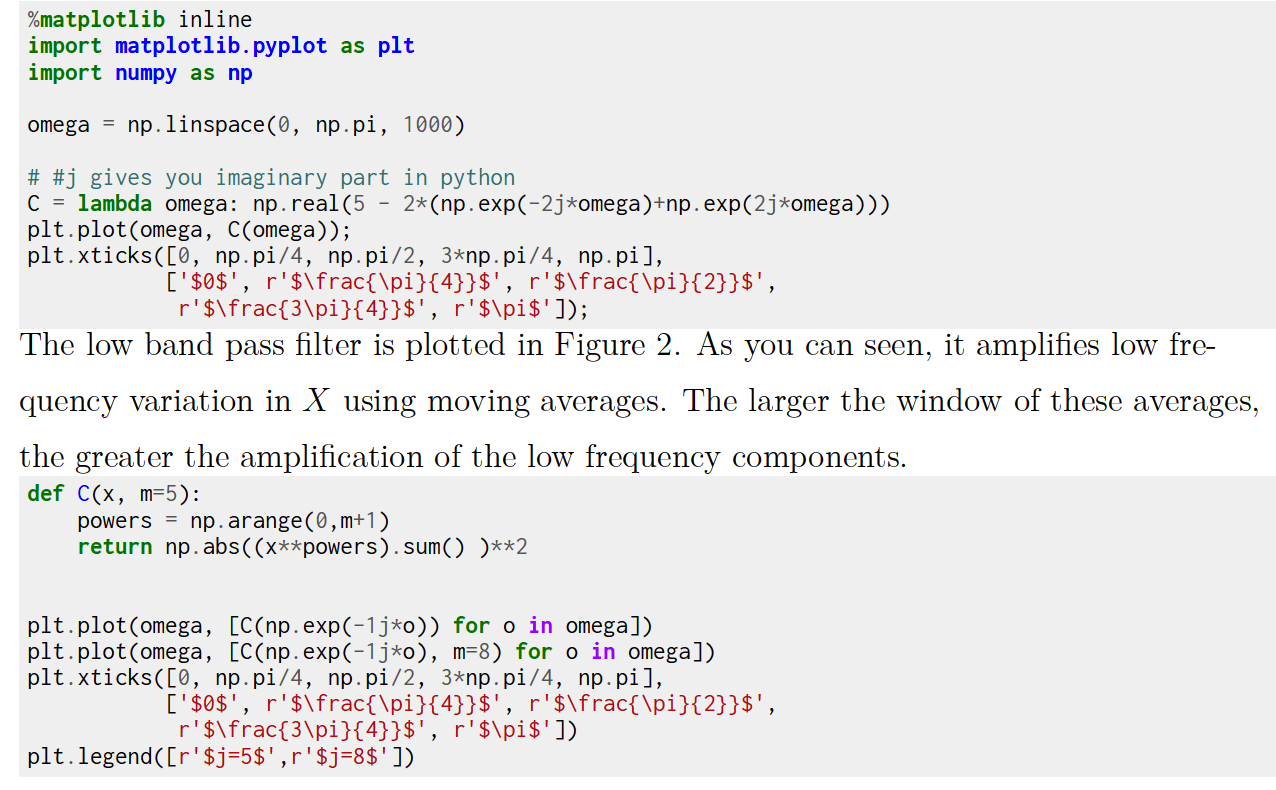 %matplotlib inline
import matplotlib.pyplot as plt
import numpy as np
omega = np.linspace(0, np.pi, 1000)
# #j gives you imaginary part in python
C = lambda omega: np.real(5 - 2*(np.exp(-2j*omega)+np.exp(2j*omega)))
plt.plot(omega, C(omega));
plt.xticks([0, np.pi/4, np.pi/2, 3*np.pi/4, np.pi],
['$0$', r'$\frac{\pi}{4}}$', r'$\frac{\pi}{2}}$',
r'$\frac{3\pi}{4}}$', r'$\pi$']);
The low band pass filter is plotted in Figure 2. As you can seen, it amplifies low fre-
quency variation in X using moving averages. The larger the window of these averages,
the greater the amplification of the low frequency components.
def C(x, m=5):
powers = np.arange(0,m+1)
return np.abs((x**powers).sum() )**2
plt.plot(omega, [C(np.exp(-1j*o)) for o in omega])
plt.plot(omega, [C(np.exp(-1j*o), m=8) for o in omega])
plt.xticks([0, np.pi/4, np.pi/2, 3*np.pi/4, np.pi],
['$0$', r'$\frac{\pi}{4}}$', r'$\frac{\pi}{2}}$',
r'$\frac{3\pi}{4}}$', r'$\pi$'])
plt.legend([r'$j=5$',r'$j=8$'])